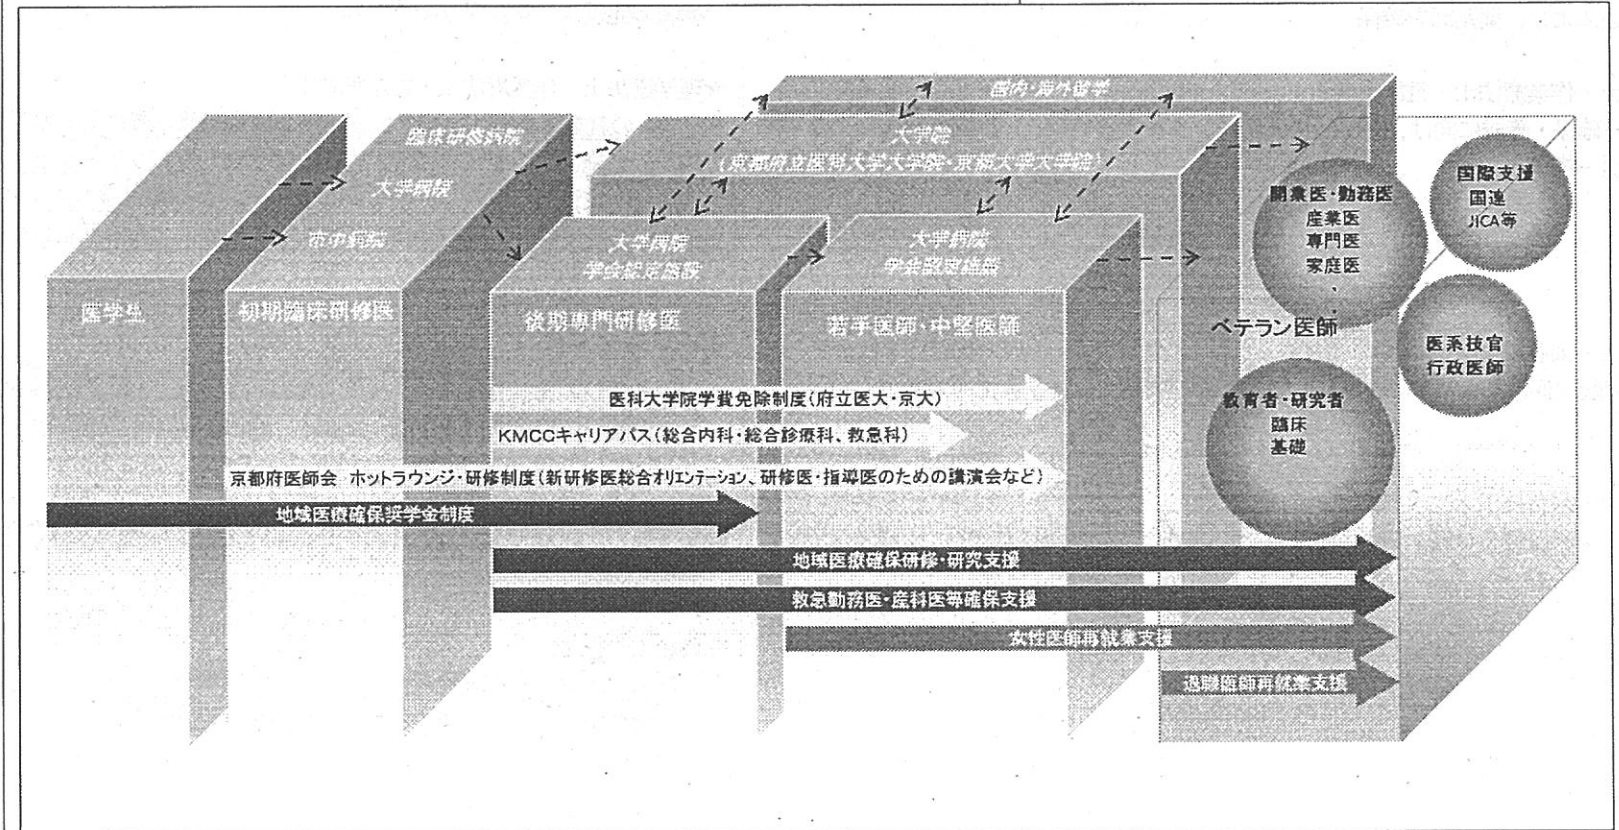 国内・海外留学
大学院
(京都府立医科大学大学院・京都大学大学院)
臨床研修病院
大学病院
市中病院
大学病院
学会認定施設
大学病院
学会認定施設
医学生
初期臨床研修医
後期専門研修医
若手医師・中堅医師
ベテラン医師
開業医・勤務医
産業医
専門医
家庭医
・
・
国際支援
国連
JICA等
医系技官
行政医師
教育者・研究者
臨床
基礎
医科大学院学費免除制度(府立医大・京大)
KMCCキャリアパス(総合内科・総合診療科、救急科)
京都府医師会 ホットラウンジ・研修制度(新研修医総合オリエンテーション、研修医・指導医のための講演会など)
地域医療確保奨学金制度
地域医療確保研修・研究支援
救急勤務医・産科医等確保支援
女性医師再就業支援
退職医師再就業支援